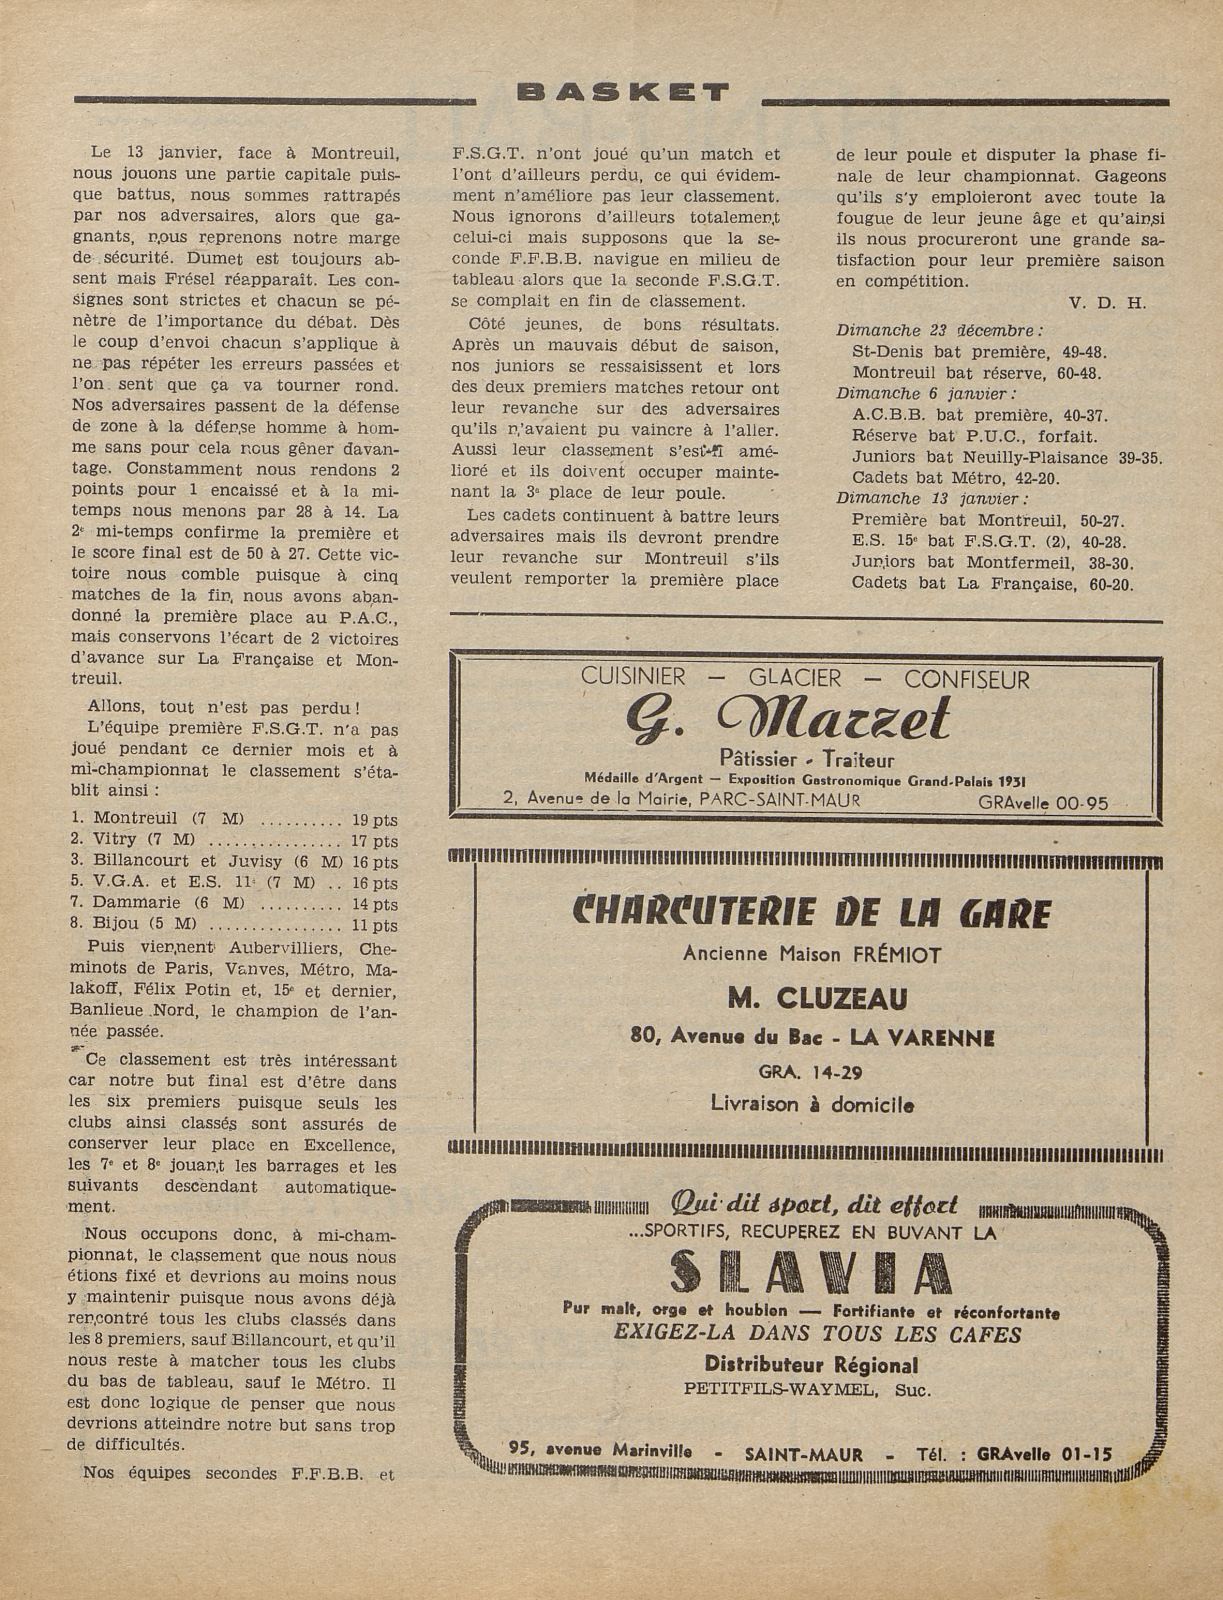 BASKET
Le 13 janvier, face à Montreuil,
nous jouons une partie capitale puis-
que battus, nous sommes rattrapés
par nos adversaires, alors que ga-
gnants, nous reprenons notre marge
de sécurité. Dumet est toujours ab-
sent mais Frésel réapparaît. Les con-
signes sont strictes et chacun se pé-
nètre de l'importance du débat. Dès
le coup d'envoi chacun s'applique à
ne pas répéter les erreurs passées et
l'on sent que ça va tourner rond.
Nos adversaires passent de la défense
de zone à la défense homme à hom-
me sans pour cela nous gêner davan-
tage. Constamment nous rendons 2
points pour 1 encaissé et à la mi-
temps nous menons par 28 à 14. La
2e mi-temps confirme la première et
le score final est de 50 à 27. Cette vic-
toire nous comble puisque à cinq
matches de la fin, nous avons aban-
donné la première place au P.A.C.,
mais conservons l'écart de 2 victoires
d'avance sur La Française et Mon-
treuil.
Allons, tout n'est pas perdu !
L'équipe première F.S.G.T. n'a pas
joué pendant ce dernier mois et à
mi-championnat le classement s'éta-
blit ainsi :
1. Montreuil (7 M) .......... 19 pts
2. Vitry (7 M) ................ 17 pts
3. Billancourt et Juvisy (6 M) 16 pts
5. V.G.A. et E.S. 11e (7 M) .. 16 pts
7. Dammarie (6 M) .......... 14 pts
8. Bijou (5 M) ................ 11 pts
Puis viennent Aubervilliers, Che-
minots de Paris, Vanves, Métro, Ma-
lakoff, Félix Potin et, 15e et dernier,
Banlieue Nord, le champion de l'an-
née passée.
Ce classement est très intéressant
car notre but final est d'être dans
les six premiers puisque seuls les
clubs ainsi classés sont assurés de
conserver leur place en Excellence,
les 7e et 8e jouant les barrages et les
suivants descendant automatique-
ment.
Nous occupons donc, à mi-cham-
pionnat, le classement que nous nous
étions fixé et devrions au moins nous
y maintenir puisque nous avons déjà
rencontré tous les clubs classés dans
les 8 premiers, sauf Billancourt, et qu'il
nous reste à matcher tous les clubs
du bas de tableau, sauf le Métro. Il
est donc logique de penser que nous
devrions atteindre notre but sans trop
de difficultés.
Nos équipes secondes F.F.B.B. et
F.S.G.T. n'ont joué qu'un match et
l'ont d'ailleurs perdu, ce qui évidem-
ment n'améliore pas leur classement.
Nous ignorons d'ailleurs totalement
celui-ci mais supposons que la se-
conde F.F.B.B. navigue en milieu de
tableau alors que la seconde F.S.G.T.
se complait en fin de classement.
Côté jeunes, de bons résultats.
Après un mauvais début de saison,
nos juniors se ressaisissent et lors
des deux premiers matches retour ont
leur revanche sur des adversaires
qu'ils n'avaient pu vaincre à l'aller.
Aussi leur classement s'est amé-
lioré et ils doivent occuper mainte-
nant la 3e place de leur poule.
Les cadets continuent à battre leurs
adversaires mais ils devront prendre
leur revanche sur Montreuil s'ils
veulent remporter la première place
de leur poule et disputer la phase fi-
nale de leur championnat. Gageons
qu'ils s'y emploieront avec toute la
fougue de leur jeune âge et qu'ainsi
ils nous procureront une grande sa-
tisfaction pour leur première saison
en compétition.
V. D. H.
Dimanche 23 décembre :
St-Denis bat première, 49-48.
Montreuil bat réserve, 60-48.
Dimanche 6 janvier :
A.C.B.B. bat première, 40-37.
Réserve bat P.U.C., forfait.
Juniors bat Neuilly-Plaisance 39-35.
Cadets bat Métro, 42-20.
Dimanche 13 janvier :
Première bat Montreuil, 50-27.
E.S. 15e bat F.S.G.T. (2), 40-28.
Juniors bat Montfermeil, 38-30.
Cadets bat La Française, 60-20.
CUISINIER — GLACIER — CONFISEUR
G. Marzet
Pâtissier - Traiteur
Médaille d'Argent — Exposition Gastronomique Grand-Palais 1931
2, Avenue de la Mairie, PARC-SAINT-MAUR GRAvelle 00-95
CHARCUTERIE DE LA GARE
Ancienne Maison FRÉMIOT
M. CLUZEAU
80, Avenue du Bac - LA VARENNE
GRA. 14-29
Livraison à domicile
Qui dit sport, dit effort
...SPORTIFS, RECUPEREZ EN BUVANT LA
SLAVIA
Pur malt, orge et houblon — Fortifiante et réconfortante
EXIGEZ-LA DANS TOUS LES CAFES
Distributeur Régional
PETITFILS-WAYMEL, Suc.
95, avenue Marinville - SAINT-MAUR - Tél. : GRAvelle 01-15